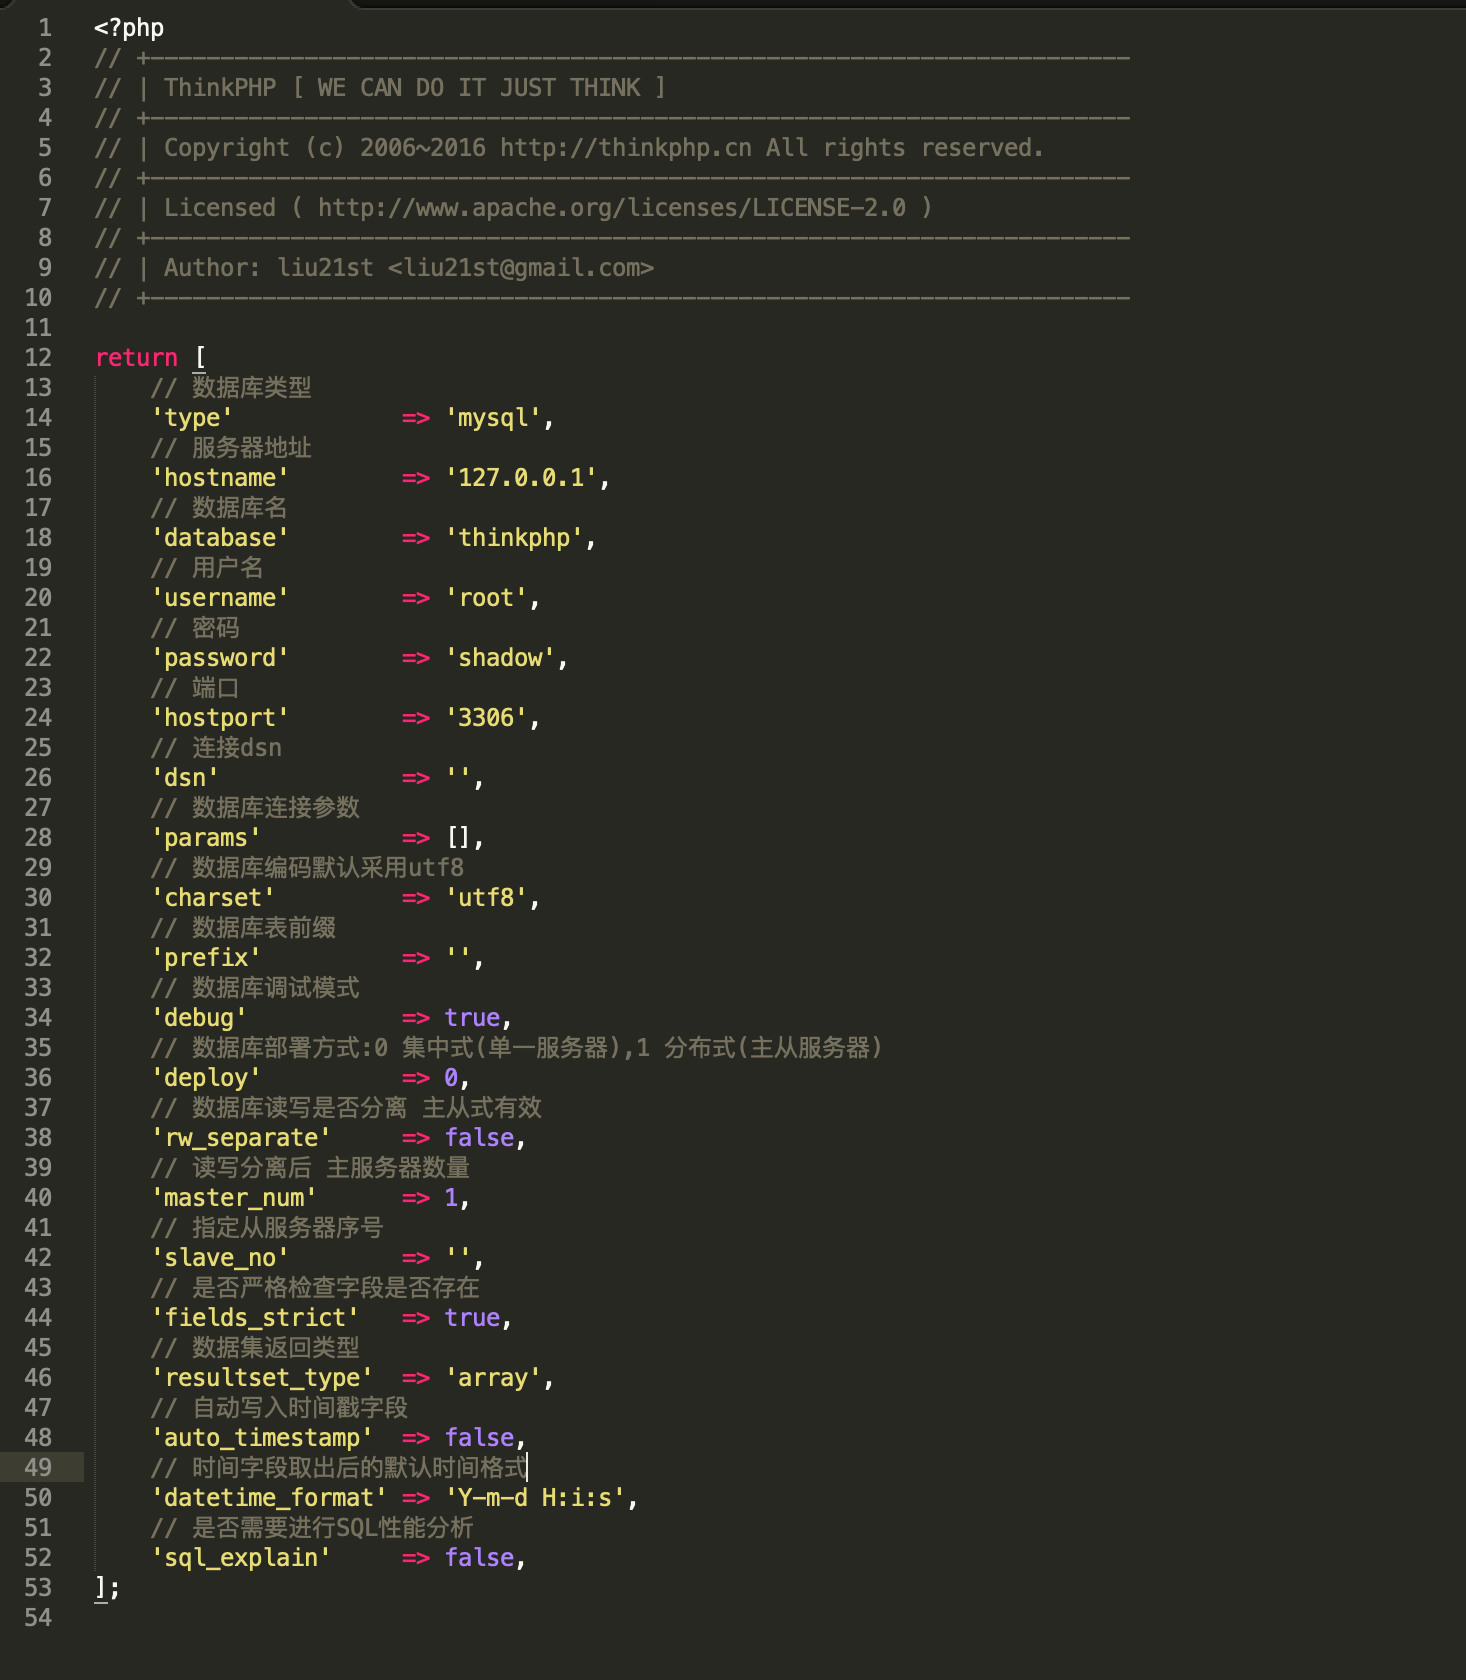 1 <?php
2 // +----------------------------------------------------------------------
3 // | ThinkPHP [ WE CAN DO IT JUST THINK ]
4 // +----------------------------------------------------------------------
5 // | Copyright (c) 2006~2016 http://thinkphp.cn All rights reserved.
6 // +----------------------------------------------------------------------
7 // | Licensed ( http://www.apache.org/licenses/LICENSE-2.0 )
8 // +----------------------------------------------------------------------
9 // | Author: liu21st <liu21st@gmail.com>
10 // +----------------------------------------------------------------------
11
12 return [
13     // 数据库类型
14     'type'            => 'mysql',
15     // 服务器地址
16     'hostname'        => '127.0.0.1',
17     // 数据库名
18     'database'        => 'thinkphp',
19     // 用户名
20     'username'        => 'root',
21     // 密码
22     'password'        => 'shadow',
23     // 端口
24     'hostport'        => '3306',
25     // 连接dsn
26     'dsn'             => '',
27     // 数据库连接参数
28     'params'          => [],
29     // 数据库编码默认采用utf8
30     'charset'         => 'utf8',
31     // 数据库表前缀
32     'prefix'          => '',
33     // 数据库调试模式
34     'debug'           => true,
35     // 数据库部署方式:0 集中式(单一服务器),1 分布式(主从服务器)
36     'deploy'          => 0,
37     // 数据库读写是否分离 主从式有效
38     'rw_separate'     => false,
39     // 读写分离后 主服务器数量
40     'master_num'      => 1,
41     // 指定从服务器序号
42     'slave_no'        => '',
43     // 是否严格检查字段是否存在
44     'fields_strict'   => true,
45     // 数据集返回类型
46     'resultset_type'  => 'array',
47     // 自动写入时间戳字段
48     'auto_timestamp'  => false,
49     // 时间字段取出后的默认时间格式
50     'datetime_format' => 'Y-m-d H:i:s',
51     // 是否需要进行SQL性能分析
52     'sql_explain'     => false,
53 ];
54